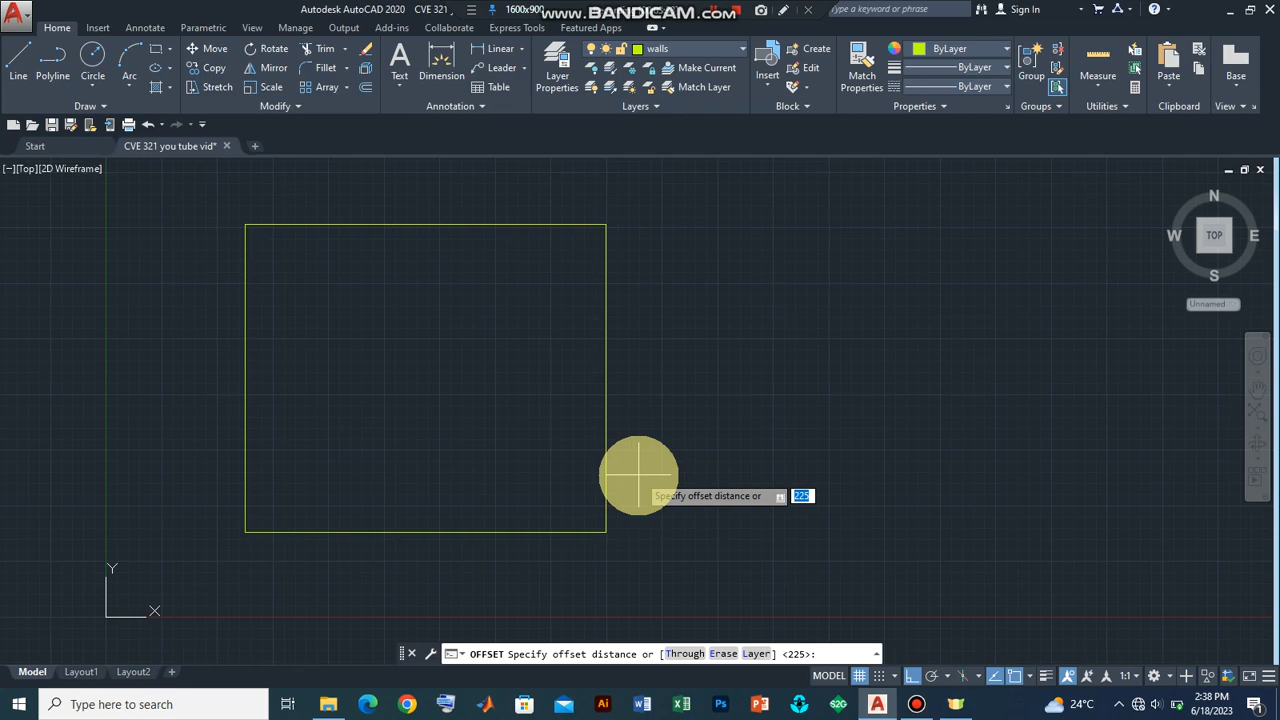 Autodesk AutoCAD 2020 CVE 321
1600x900
www.BANDICAM.com
Type a keyword or phrase
Sign In
Home Insert Annotate Parametric View Manage Output Add-ins Collaborate Express Tools Featured Apps
Line Polyline Circle Arc
Move Rotate Trim
Copy Mirror Fillet
Stretch Scale Array
Text Dimension
Linear
Leader
Table
Layer Properties
walls
Make Current
Match Layer
Insert
Create
Edit
Match Properties
ByLayer
ByLayer
ByLayer
Group
Measure
Paste
Base
Draw Modify Annotation Layers Block Properties Groups Utilities Clipboard View
Start CVE 321 you tube vid*
[−][Top][2D Wireframe]
N
W TOP E
S
Unnamed
Specify offset distance or 225
Y
X
OFFSET Specify offset distance or [Through Erase Layer] <225>:
Model Layout1 Layout2
MODEL 1:1
Type here to search
24°C
2:38 PM
6/18/2023